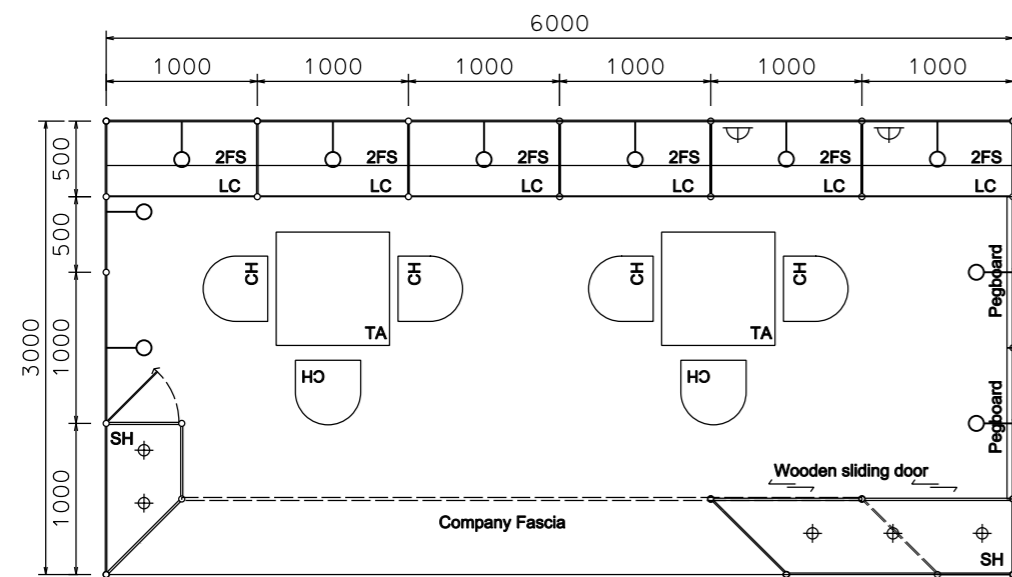 6000
1000 1000 1000 1000 1000 1000
500 2FS 2FS 2FS 2FS 2FS 2FS
LC LC LC LC LC LC
500
CH CH CH CH
Pegboard
TA TA
3000
1000
CH CH
Pegboard
SH
1000
Wooden sliding door
Company Fascia
SH